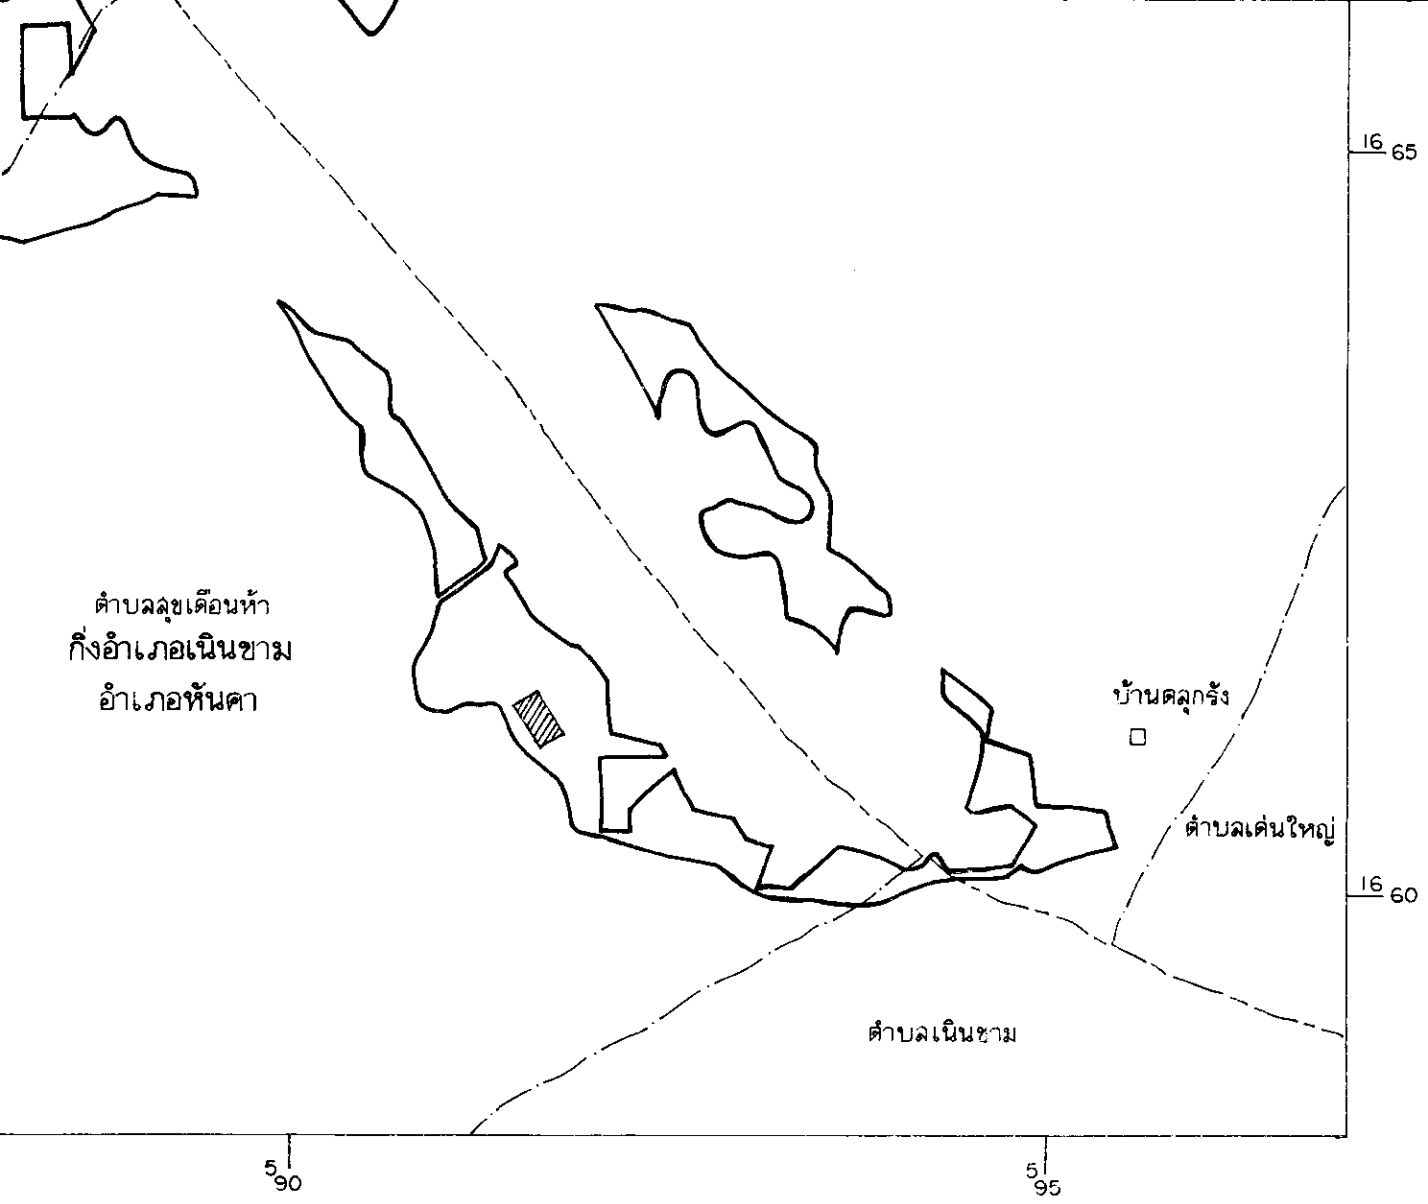 16 65
ตำบลสุขเดือนห้า
กิ่งอำเภอเนินขาม
อำเภอหันคา
บ้านดลุกรัง
ตำบลเด่นใหญ่
16 60
ตำบลเนินขาม
5 90
5 95